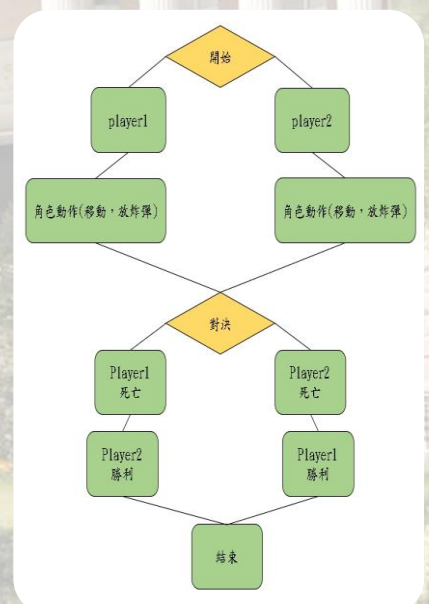 開始
player1
player2
角色動作(移動，放炸彈)
角色動作(移動，放炸彈)
對決
Player1
死亡
Player2
死亡
Player2
勝利
Player1
勝利
結束